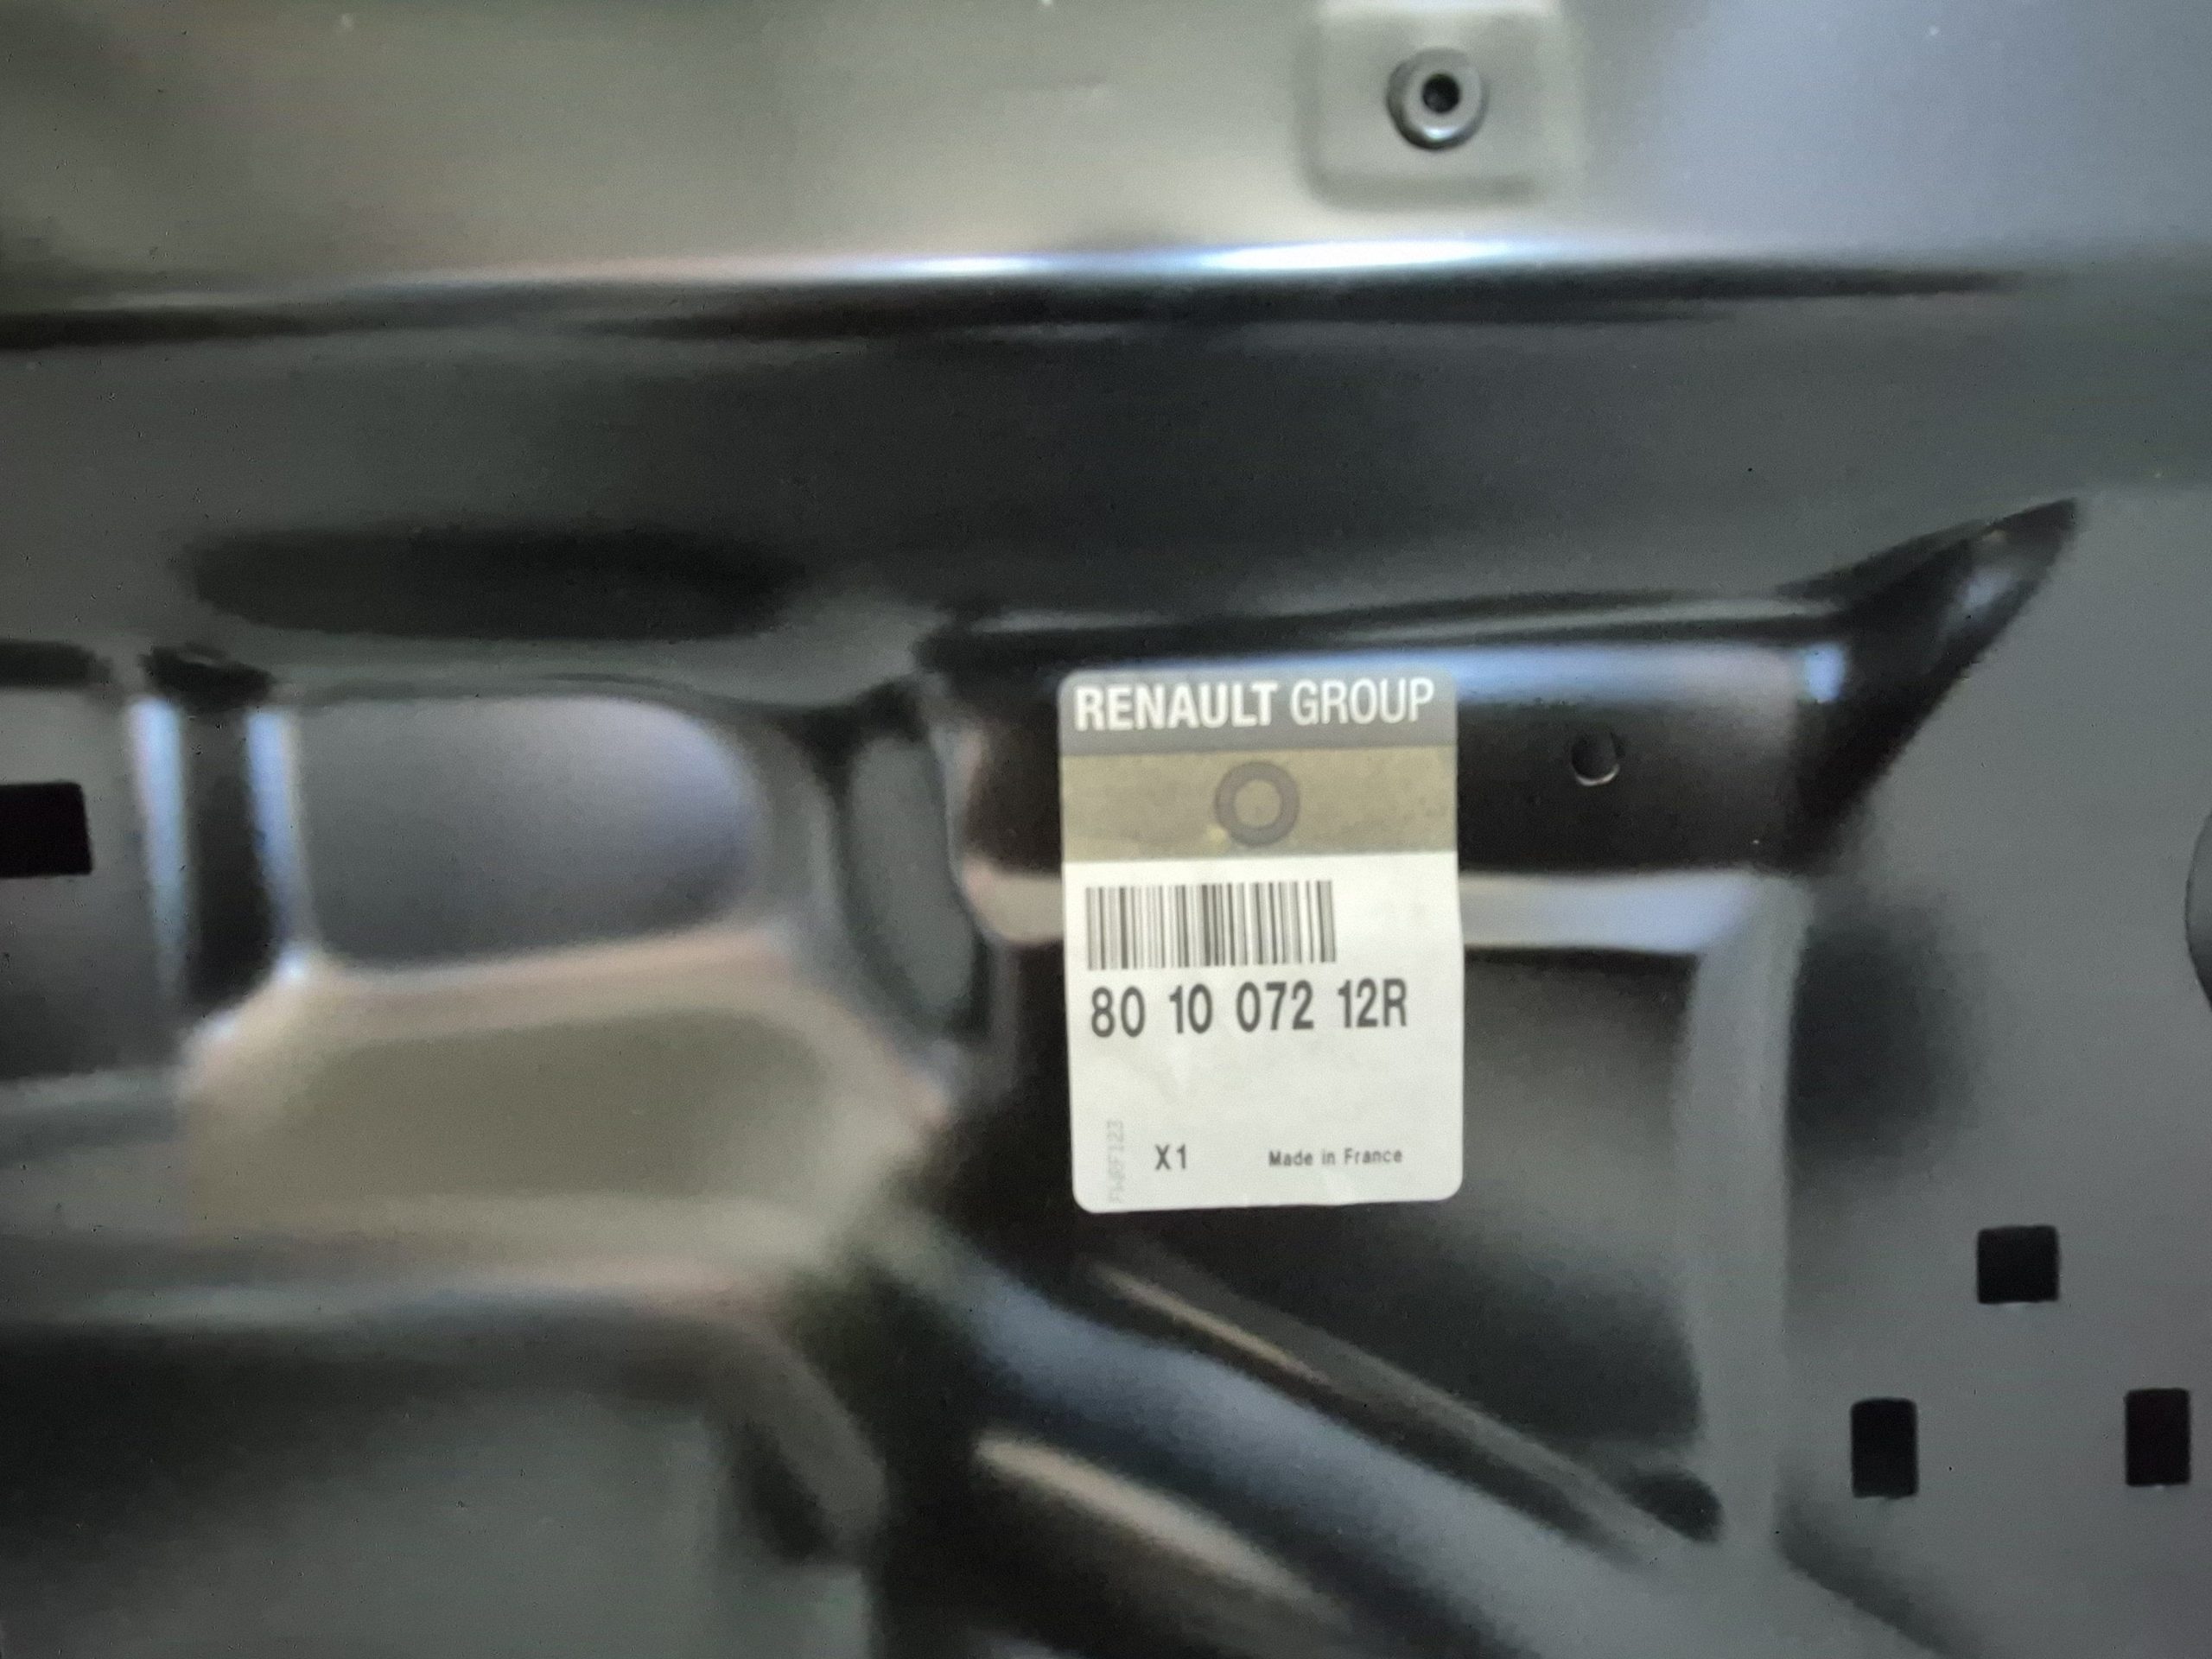 RENAULT GROUP
80 10 072 12R
X1 Made in France